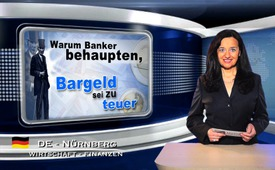 Warum Banker
behaupten,
Bargeld
sei zu
teuer
DE - NÜRNBERG
WIRTSCHAFT - FINANZEN